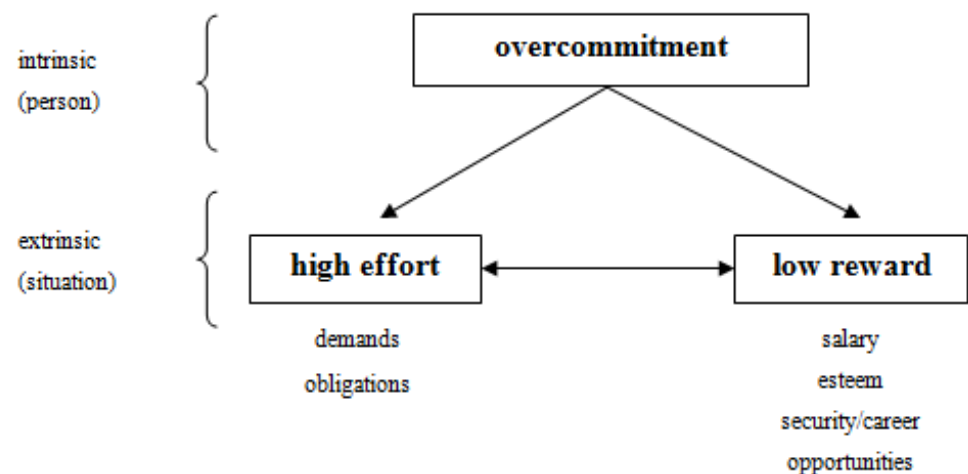 overcommitment
intrinsic
(person)
extrinsic
(situation)
high effort
low reward
demands
obligations
salary
esteem
security/career
opportunities